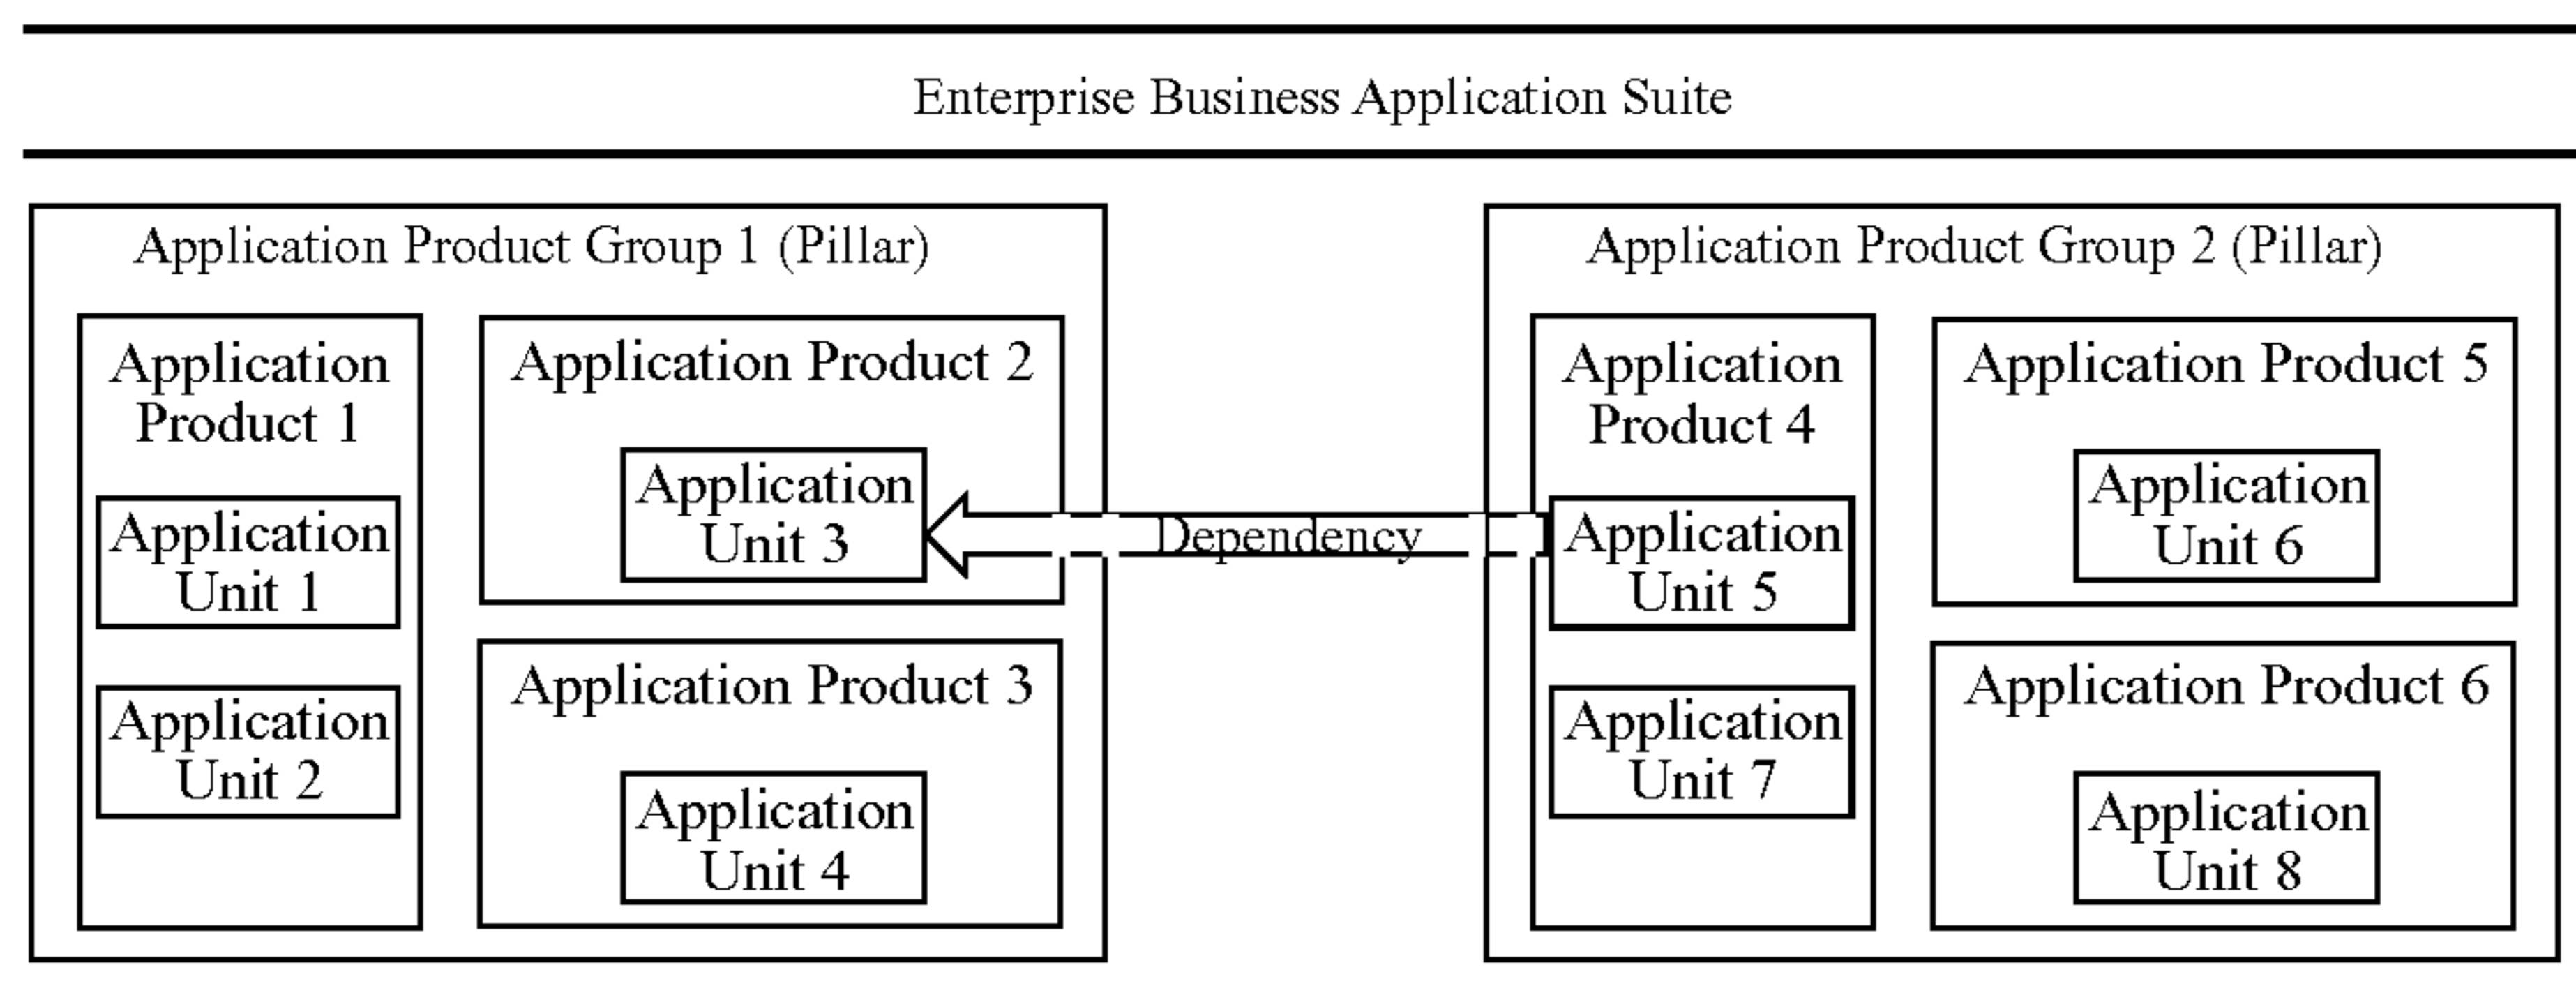 Enterprise Business Application Suite
Application Product Group 1 (Pillar)
Application
Product 1
Application
Unit 1
Application
Unit 2
Application Product 2
Application
Unit 3
Application Product 3
Application
Unit 4
Dependency
Application Product Group 2 (Pillar)
Application
Product 4
Application
Unit 5
Application
Unit 7
Application Product 5
Application
Unit 6
Application Product 6
Application
Unit 8